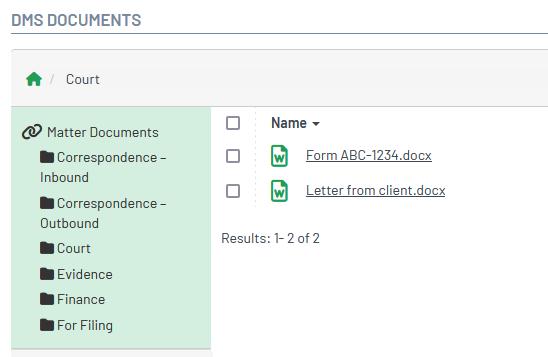 DMS DOCUMENTS
/ Court
Matter Documents
Correspondence –
Inbound
Correspondence –
Outbound
Court
Evidence
Finance
For Filing
Name
Form ABC-1234.docx
Letter from client.docx
Results: 1- 2 of 2